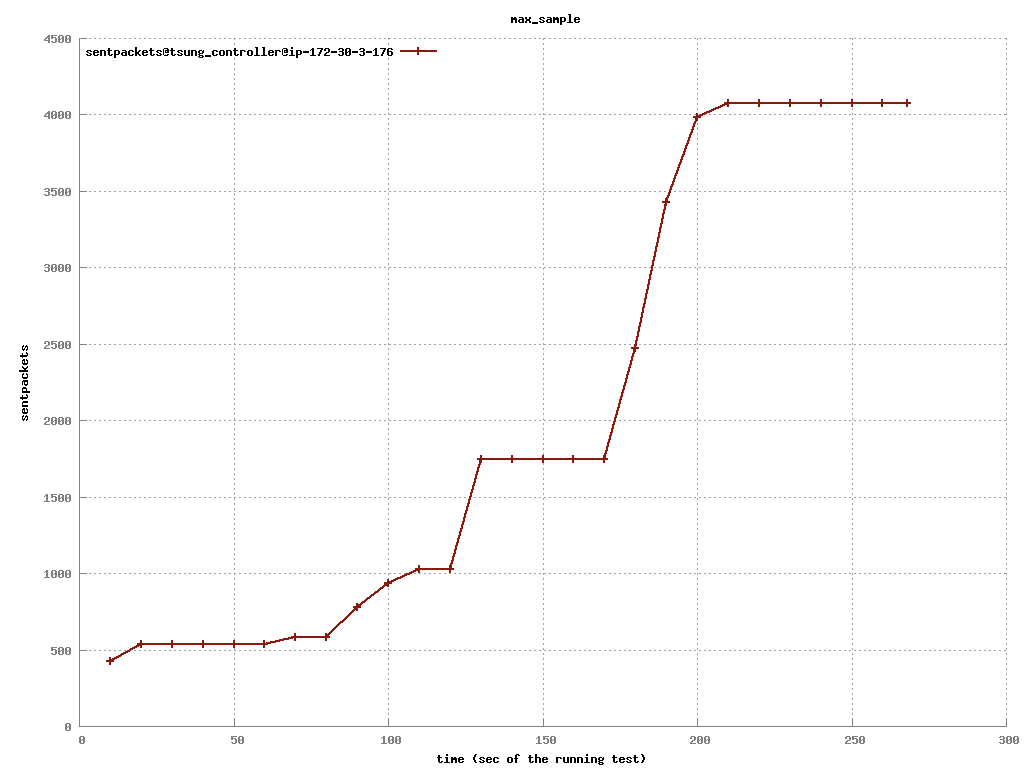 max_sample
4500
sentpackets@tsung_controller@ip-172-30-3-176
4000
3500
3000
2500
sentpackets
2000
1500
1000
500
0
0 50 100 150 200 250 300
time (sec of the running test)